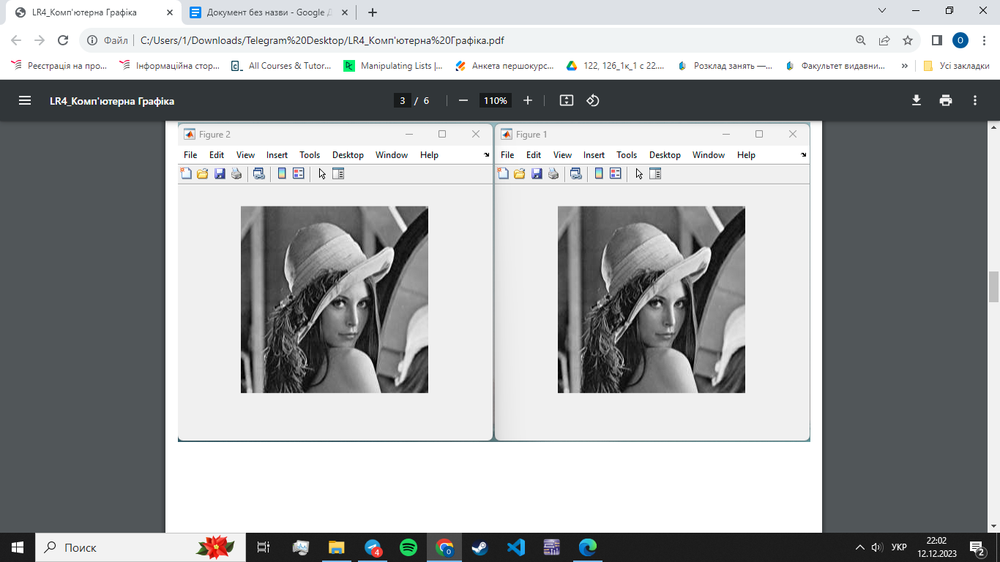 LR4_Комп'ютерна Графіка
Документ без назви - Google Д
Файл C:/Users/1/Downloads/Telegram%20Desktop/LR4_Комп'ютерна%20Графіка.pdf
Реєстрація на про... Інформаційна стор... All Courses & Tutor... Manipulating Lists |... Анкета першокурс... 122, 126_1к_1 с 22.... Розклад занять —... Факультет видавни... » Усі закладки
LR4_Комп'ютерна Графіка 3 / 6 110%
Figure 2
File Edit View Insert Tools Desktop Window Help
Figure 1
File Edit View Insert Tools Desktop Window Help
Поиск
4
УКР
22:02
12.12.2023
2